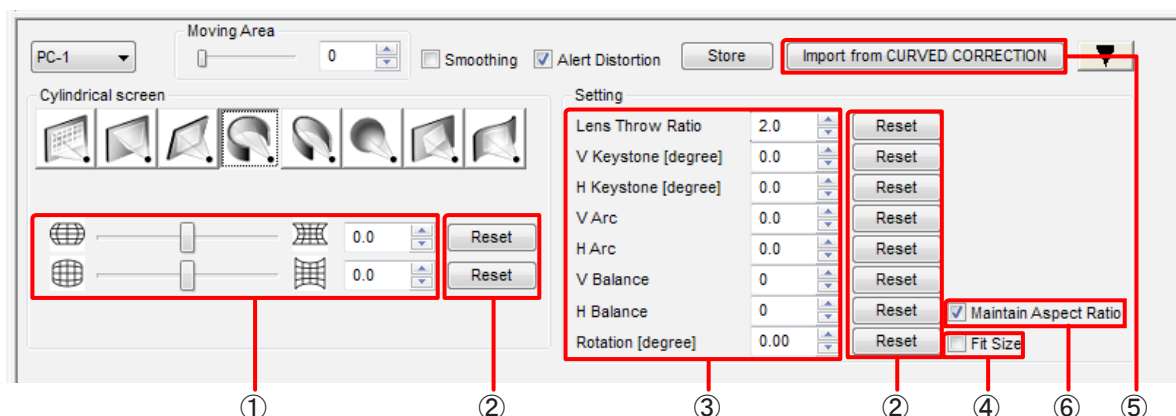 Moving Area
PC-1 0 Smoothing Alert Distortion Store Import from CURVED CORRECTION
Cylindrical screen
Setting
Lens Throw Ratio 2.0 Reset
V Keystone [degree] 0.0 Reset
H Keystone [degree] 0.0 Reset
V Arc 0.0 Reset
H Arc 0.0 Reset
V Balance 0 Reset
H Balance 0 Reset Maintain Aspect Ratio
Rotation [degree] 0.00 Reset Fit Size
0.0 Reset
0.0 Reset
① ② ③ ② ④ ⑥ ⑤